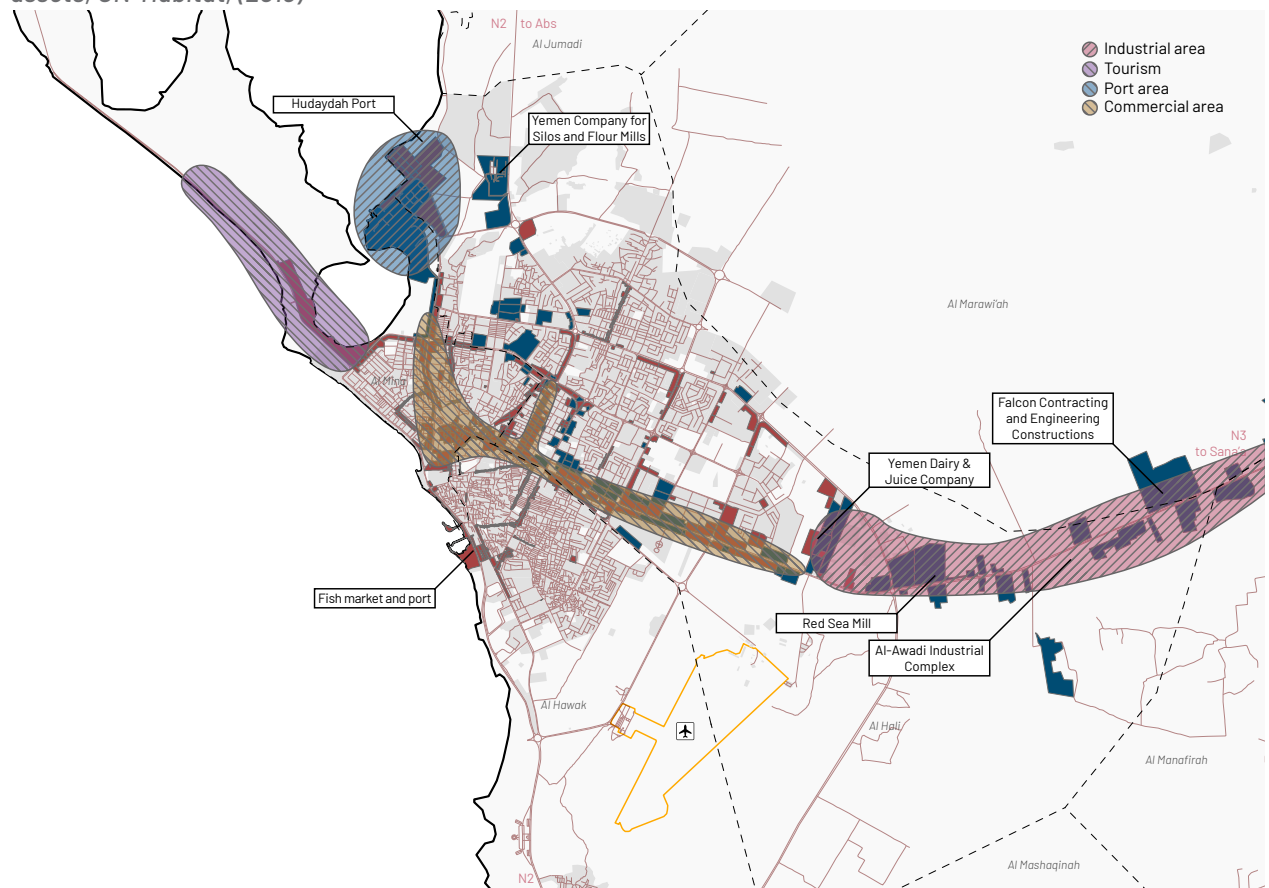 N2 to Abs
Al Jumadi
Industrial area
Tourism
Port area
Commercial area
Hudaydah Port
Yemen Company for
Silos and Flour Mills
Al Marawi'ah
Al Mina
Falcon Contracting
and Engineering
Constructions
N3
to Sana'a
Yemen Dairy &
Juice Company
Fish market and port
Red Sea Mill
Al-Awadi Industrial
Complex
Al Hawak
Al Hali
Al Manafirah
Al Mashaqinah
N2